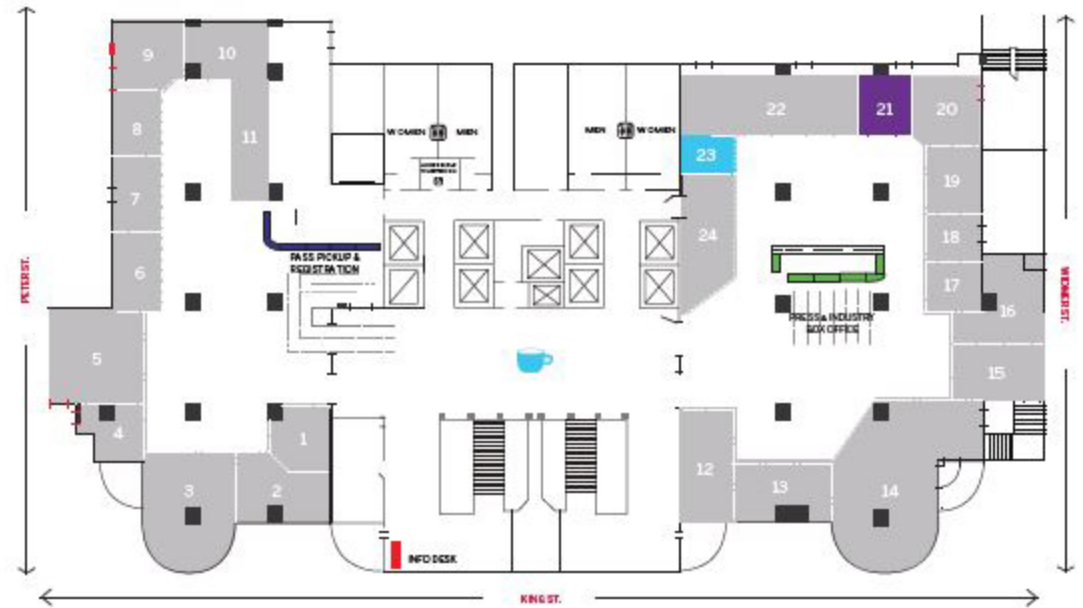 9
10
8
11
7
6
5
4
3
2
1
WOMEN
MEN
MEN
WOMEN
PASS PICKUP &
REGISTRATION
22
21
20
23
19
24
18
17
16
15
PRESS & INDUSTRY
BOX OFFICE
12
13
14
INFO DESK
PETER ST.
WIDMER ST.
KING ST.